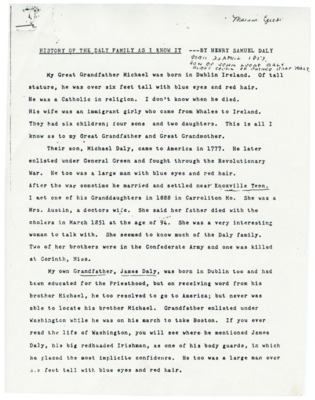 HISTORY OF THE DALY FAMILY AS I KNOW IT ---BY HENRY SAMUEL DALY
My Great Grandfather Michael was born in Dublin Ireland. Of tall
stature, he was over six feet tall with blue eyes and red hair.
He was a Catholic in religion. I don't know when he died.
His wife was an immigrant girly who came from Whales to Ireland.
They had six children; four sons and two daughters. This is all I
know as to my Great Grandfather and Great Grandmother.
Their son, Michael Daly, came to America in 1777. He later
enlisted under General Green and fought through the Revolutionary
War. He too was a large man with blue eyes and red hair.
After the war sometime he married and settled near Knoxville Tenn.
I met one of his Granddaughters in 1888 in Carrollton Mo. She was a
Mrs. Austin, a doctors wife. She said her father died with the
cholera in March 1851 at the age of 94. She was a very interesting
woman to talk with. She seemed to know much of the Daly family.
Two of her brothers were in the Confederate Army and one was killed
at Corinth, Miss.
My own Grandfather, James Daly, was born in Dublin too and had
been educated for the Priesthood, but on receiving word from his
brother Michael, he too resolved to go to America; but never was
able to locate his brother Michael. Grandfather enlisted under
Washington while he was on his march to take Boston. If you ever
read the life of Washington, you will see where he mentioned James
Daly, his big redheaded Irishman, as one of his body guards, in which
he placed the most implicite confidence. He too was a large man over
six feet tall with blue eyes and red hair.